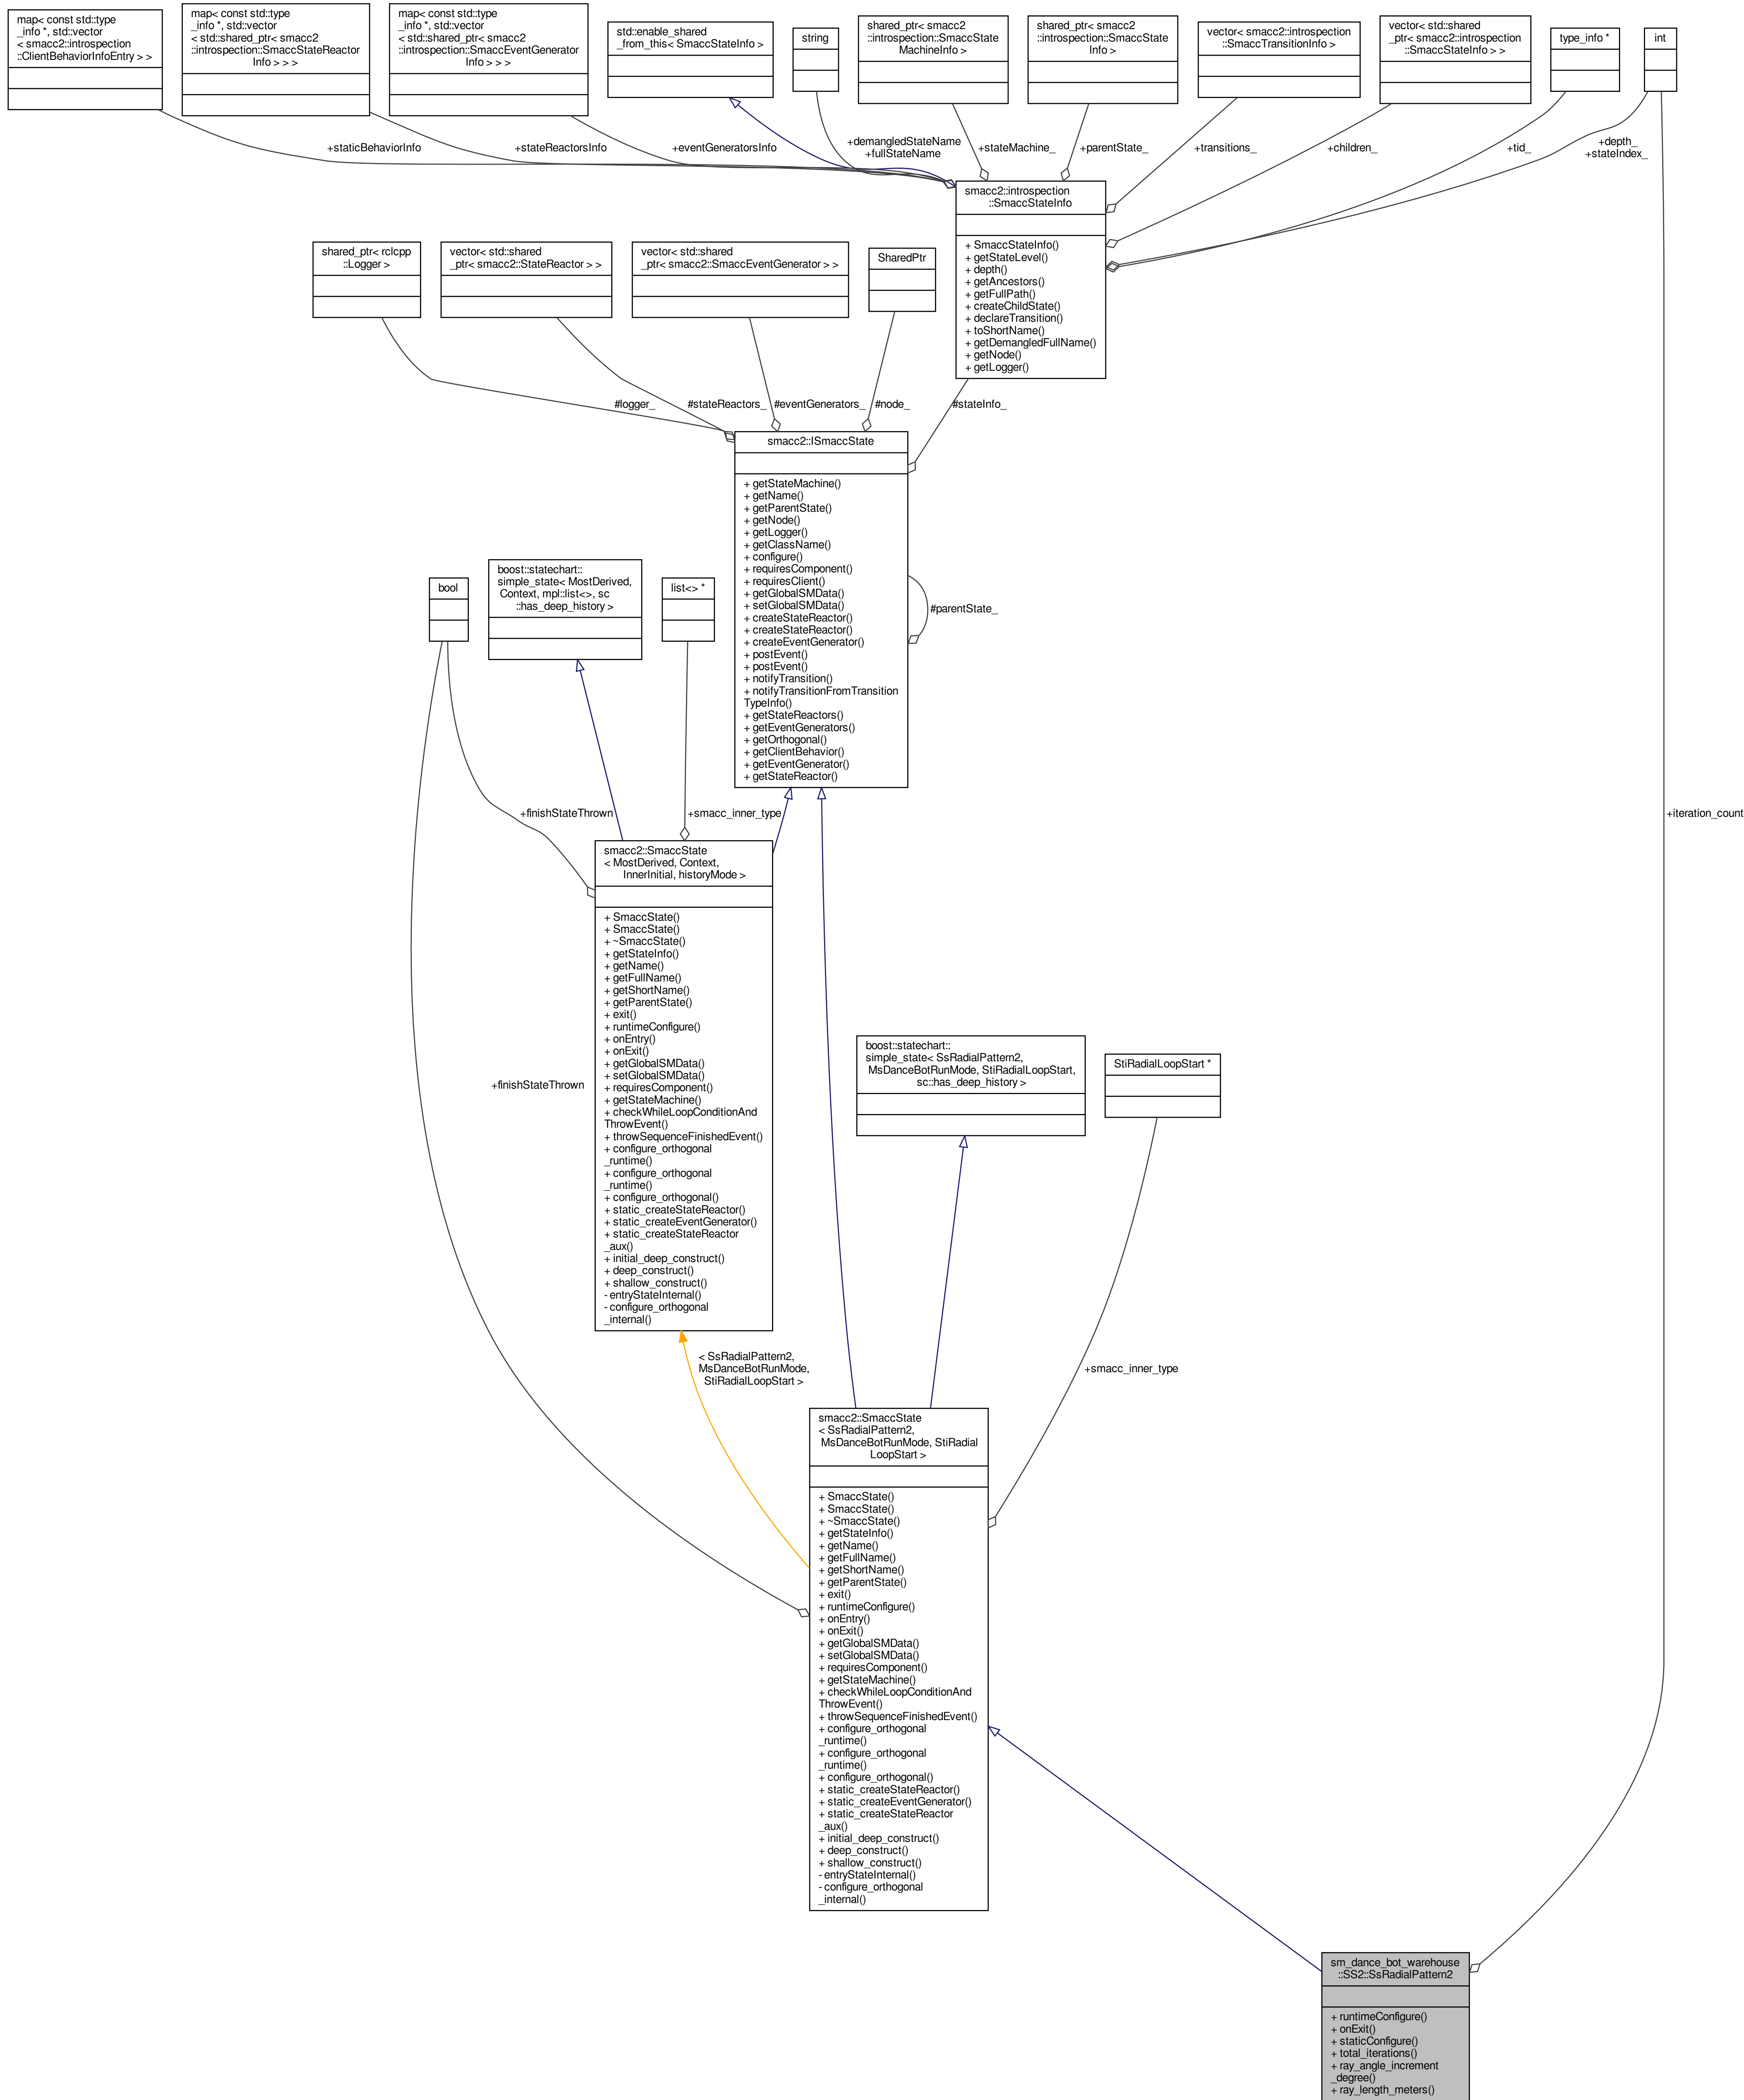 map< const std::type
_info *, std::vector
< smacc2::introspection
::ClientBehaviorInfoEntry > >
map< const std::type
_info *, std::vector
< std::shared_ptr< smacc2
::introspection::SmaccStateReactor
Info > > >
map< const std::type
_info *, std::vector
< std::shared_ptr< smacc2
::introspection::SmaccEventGenerator
Info > > >
std::enable_shared
_from_this< SmaccStateInfo >
string
shared_ptr< smacc2
::introspection::SmaccState
MachineInfo >
shared_ptr< smacc2
::introspection::SmaccState
Info >
vector< smacc2::introspection
::SmaccTransitionInfo >
vector< std::shared
_ptr< smacc2::introspection
::SmaccStateInfo > >
type_info *
int
+staticBehaviorInfo
+stateReactorsInfo
+eventGeneratorsInfo
+demangledStateName
+fullStateName
+stateMachine_
+parentState_
+transitions_
+children_
+tid_
+depth_
+stateIndex_
smacc2::introspection
::SmaccStateInfo
+ SmaccStateInfo()
+ getStateLevel()
+ depth()
+ getAncestors()
+ getFullPath()
+ createChildState()
+ declareTransition()
+ toShortName()
+ getDemangledFullName()
+ getNode()
+ getLogger()
shared_ptr< rclcpp
::Logger >
vector< std::shared
_ptr< smacc2::StateReactor > >
vector< std::shared
_ptr< smacc2::SmaccEventGenerator > >
SharedPtr
#logger_
#stateReactors_
#eventGenerators_
#node_
#stateInfo_
smacc2::ISmaccState
+ getStateMachine()
+ getName()
+ getParentState()
+ getNode()
+ getLogger()
+ getClassName()
+ configure()
+ requiresComponent()
+ requiresClient()
+ getGlobalSMData()
+ setGlobalSMData()
+ createStateReactor()
+ createStateReactor()
+ createEventGenerator()
+ postEvent()
+ postEvent()
+ notifyTransition()
+ notifyTransitionFromTransition
TypeInfo()
+ getStateReactors()
+ getEventGenerators()
+ getOrthogonal()
+ getClientBehavior()
+ getEventGenerator()
+ getStateReactor()
#parentState_
bool
boost::statechart::
simple_state< MostDerived,
Context, mpl::list<>, sc
::has_deep_history >
list<> *
+finishStateThrown
+smacc_inner_type
+iteration_count
smacc2::SmaccState
< MostDerived, Context,
InnerInitial, historyMode >
+ SmaccState()
+ SmaccState()
+ ~SmaccState()
+ getStateInfo()
+ getName()
+ getFullName()
+ getShortName()
+ getParentState()
+ exit()
+ runtimeConfigure()
+ onEntry()
+ onExit()
+ getGlobalSMData()
+ setGlobalSMData()
+ requiresComponent()
+ getStateMachine()
+ checkWhileLoopConditionAnd
ThrowEvent()
+ throwSequenceFinishedEvent()
+ configure_orthogonal
_runtime()
+ configure_orthogonal
_runtime()
+ configure_orthogonal()
+ static_createStateReactor()
+ static_createEventGenerator()
+ static_createStateReactor
_aux()
+ initial_deep_construct()
+ deep_construct()
+ shallow_construct()
- entryStateInternal()
- configure_orthogonal
_internal()
+finishStateThrown
boost::statechart::
simple_state< SsRadialPattern2,
MsDanceBotRunMode, StiRadialLoopStart,
sc::has_deep_history >
StiRadialLoopStart *
< SsRadialPattern2,
MsDanceBotRunMode,
StiRadialLoopStart >
+smacc_inner_type
smacc2::SmaccState
< SsRadialPattern2,
MsDanceBotRunMode, StiRadial
LoopStart >
+ SmaccState()
+ SmaccState()
+ ~SmaccState()
+ getStateInfo()
+ getName()
+ getFullName()
+ getShortName()
+ getParentState()
+ exit()
+ runtimeConfigure()
+ onEntry()
+ onExit()
+ getGlobalSMData()
+ setGlobalSMData()
+ requiresComponent()
+ getStateMachine()
+ checkWhileLoopConditionAnd
ThrowEvent()
+ throwSequenceFinishedEvent()
+ configure_orthogonal
_runtime()
+ configure_orthogonal
_runtime()
+ configure_orthogonal()
+ static_createStateReactor()
+ static_createEventGenerator()
+ static_createStateReactor
_aux()
+ initial_deep_construct()
+ deep_construct()
+ shallow_construct()
- entryStateInternal()
- configure_orthogonal
_internal()
sm_dance_bot_warehouse
::SS2::SsRadialPattern2
+ runtimeConfigure()
+ onExit()
+ staticConfigure()
+ total_iterations()
+ ray_angle_increment
_degree()
+ ray_length_meters()